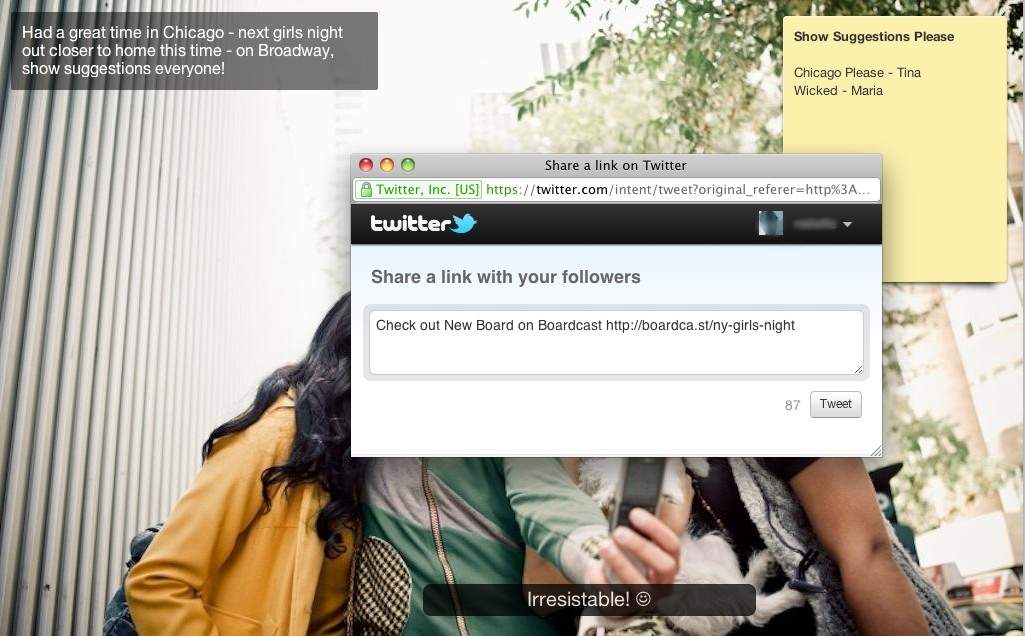 Had a great time in Chicago - next girls night
out closer to home this time - on Broadway,
show suggestions everyone!
Show Suggestions Please
Chicago Please - Tina
Wicked - Maria
Share a link on Twitter
Twitter, Inc. [US] https://twitter.com/intent/tweet?original_referer=http%3A...
twitter
Share a link with your followers
Check out New Board on Boardcast http://boardca.st/ny-girls-night
87 Tweet
Irresistable! ☺